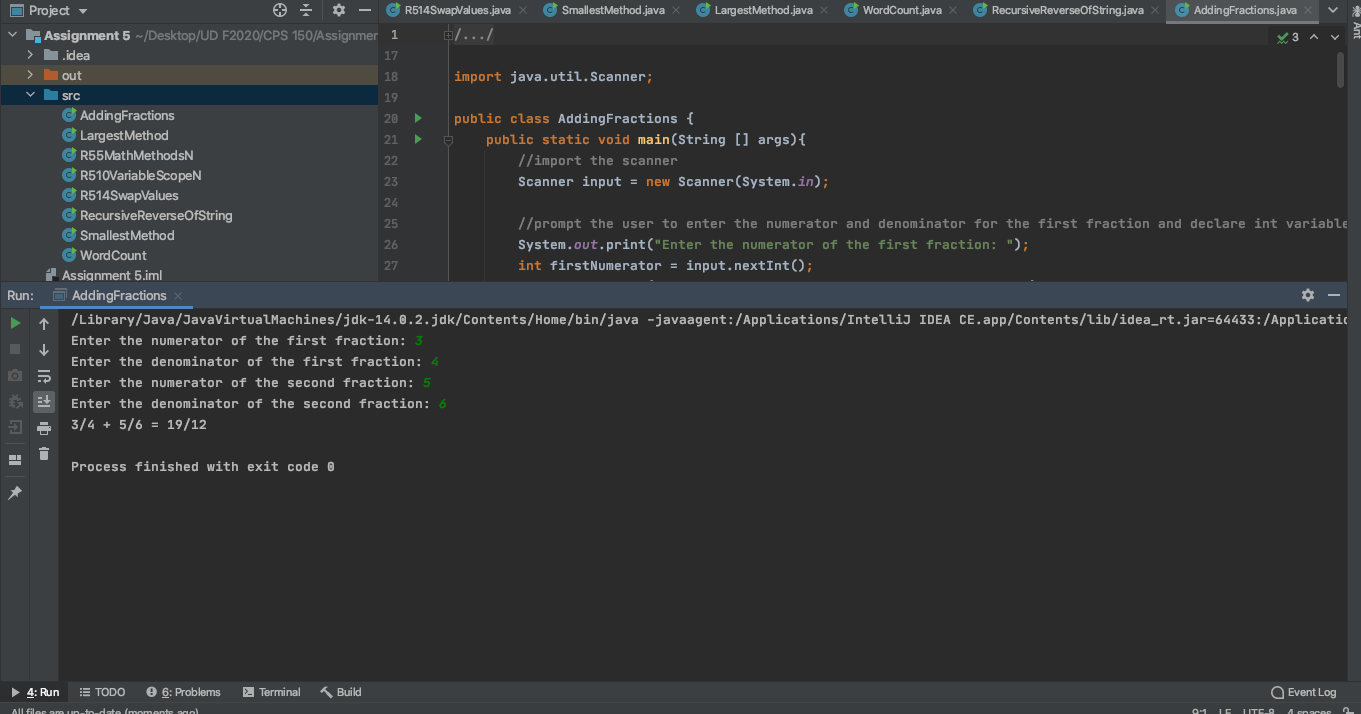 Project
R514SwapValues.java SmallestMethod.java LargestMethod.java WordCount.java RecursiveReverseOfString.java AddingFractions.java
Assignment 5 ~/Desktop/UD F2020/CPS 150/Assignmen
.idea
out
src
AddingFractions
LargestMethod
R55MathMethodsN
R510VariableScopeN
R514SwapValues
RecursiveReverseOfString
SmallestMethod
WordCount
Assignment 5.iml
1 /.../
3
Ant
17
18 import java.util.Scanner;
19
20 public class AddingFractions {
21 public static void main(String [] args){
22 //import the scanner
23 Scanner input = new Scanner(System.in);
24
25 //prompt the user to enter the numerator and denominator for the first fraction and declare int variable
26 System.out.print("Enter the numerator of the first fraction: ");
27 int firstNumerator = input.nextInt();
Run: AddingFractions
/Library/Java/JavaVirtualMachines/jdk-14.0.2.jdk/Contents/Home/bin/java -javaagent:/Applications/IntelliJ IDEA CE.app/Contents/lib/idea_rt.jar=64433:/Applicatio
Enter the numerator of the first fraction: 3
Enter the denominator of the first fraction: 4
Enter the numerator of the second fraction: 5
Enter the denominator of the second fraction: 6
3/4 + 5/6 = 19/12
Process finished with exit code 0
4: Run TODO 6: Problems Terminal Build Event Log
All files are up-to-date (moments ago) 9:1 LF UTF-8 4 spaces